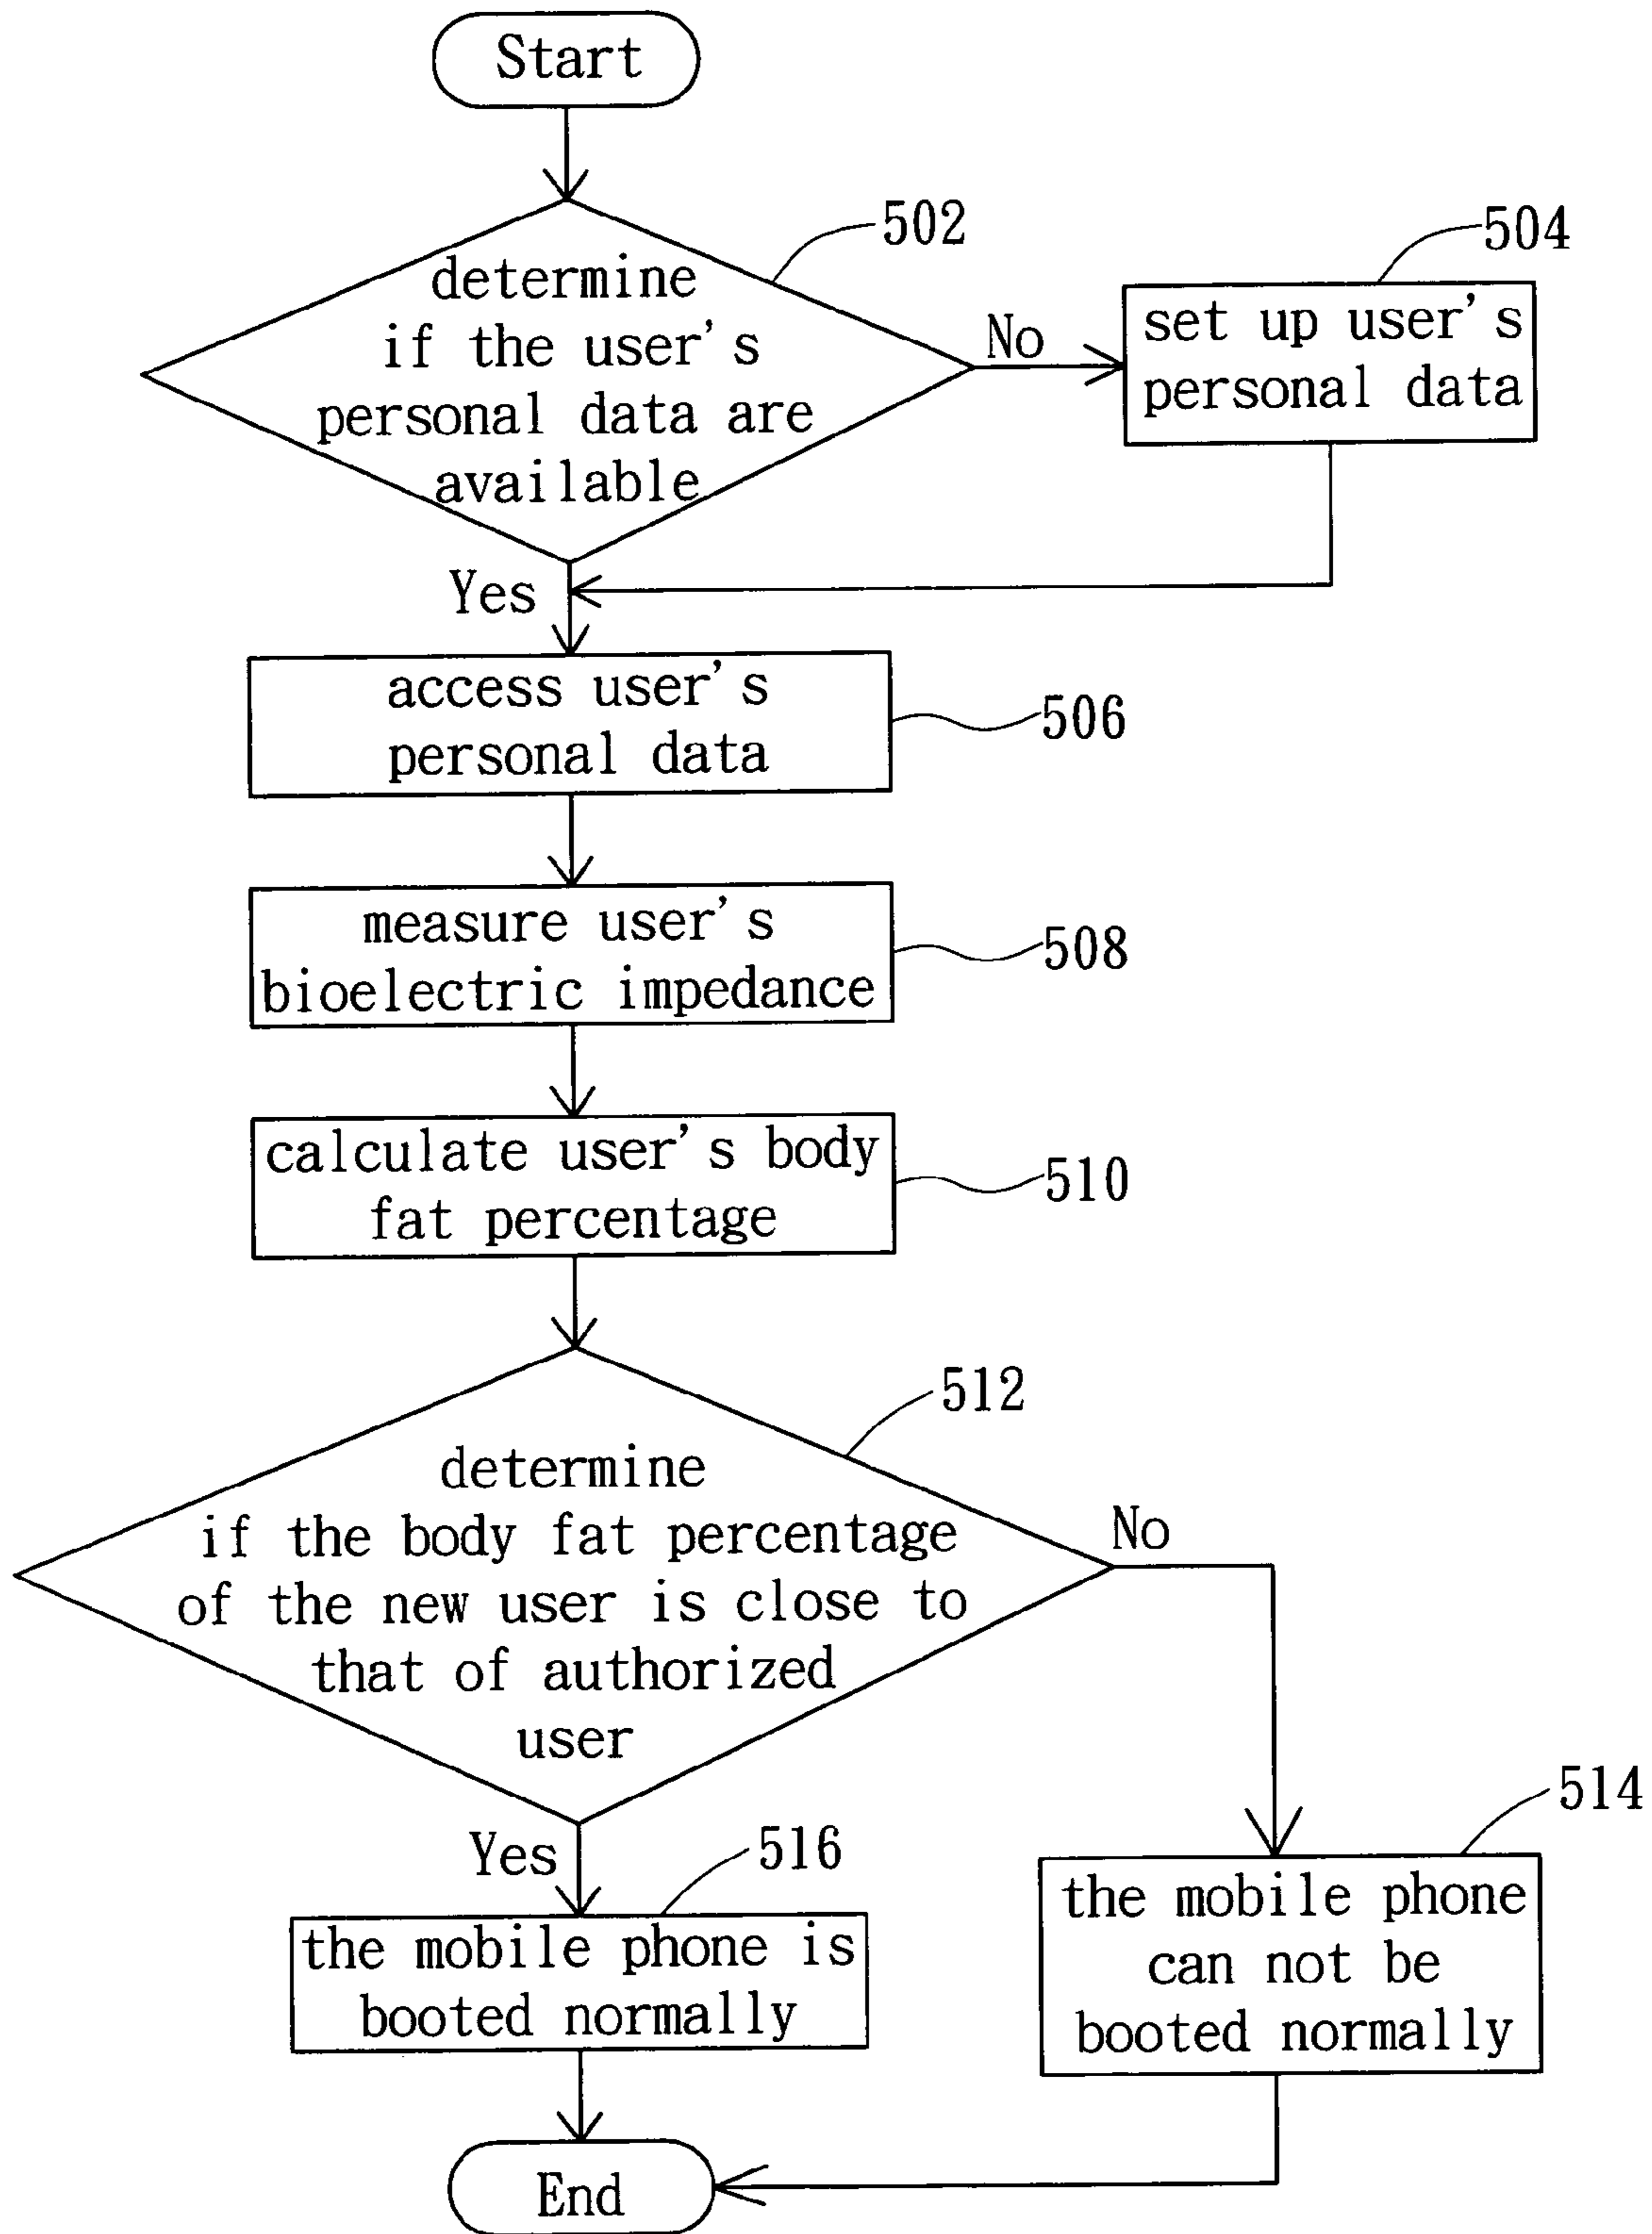 Start
502
determine
if the user's
personal data are
available
No
504
set up user's
personal data
Yes
access user's
personal data
506
measure user's
bioelectric impedance
508
calculate user's body
fat percentage
510
512
determine
if the body fat percentage
of the new user is close to
that of authorized
user
No
Yes
516
the mobile phone is
booted normally
514
the mobile phone
can not be
booted normally
End